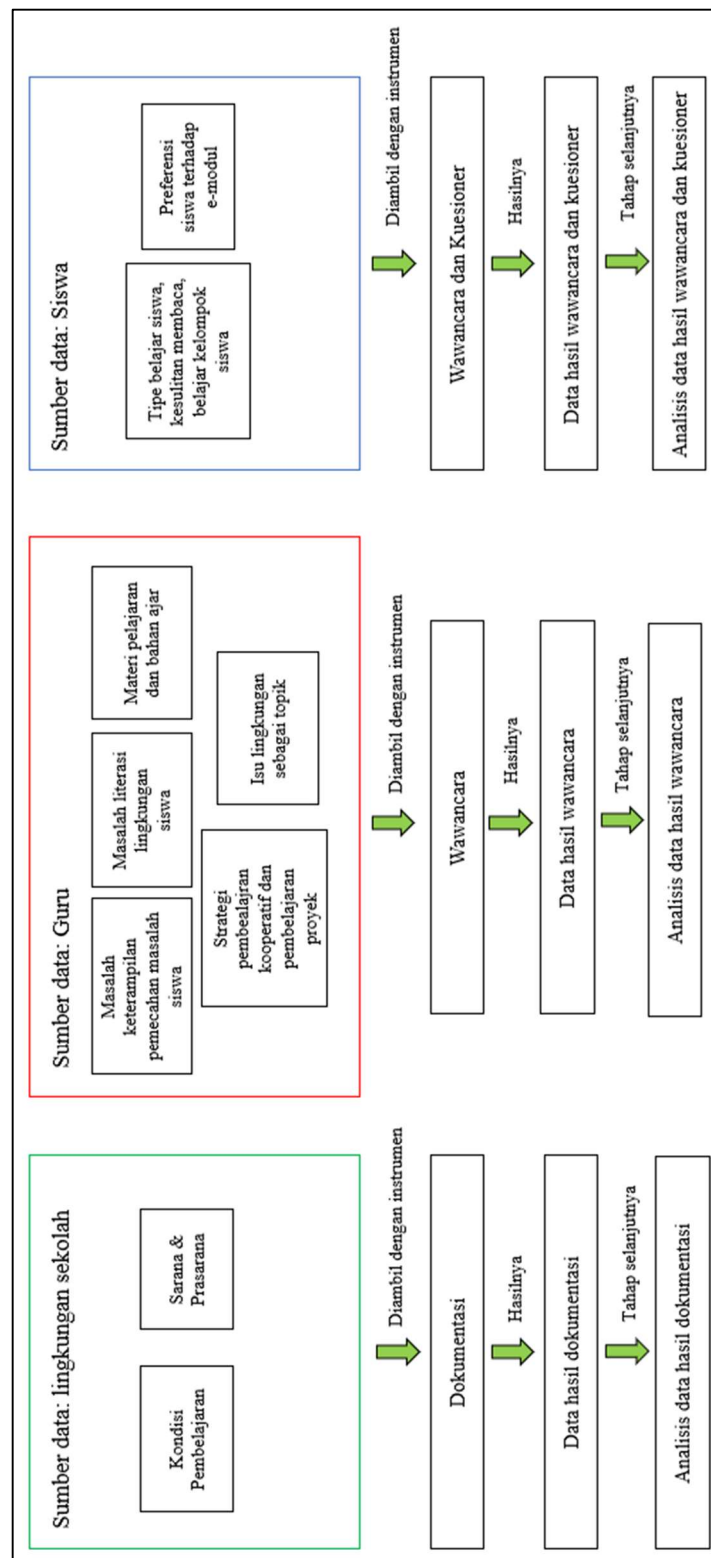 Sumber data: lingkungan sekolah
Kondisi
Pembelajaran
Sarana &
Prasarana
Diambil dengan instrumen
Dokumentasi
Hasilnya
Data hasil dokumentasi
Tahap selanjutnya
Analisis data hasil dokumentasi
Sumber data: Guru
Masalah
keterampilan
pemecahan masalah
siswa
Masalah literasi
lingkungan
siswa
Materi pelajaran
dan bahan ajar
Strategi
pembealajran
kooperatif dan
pembelajaran
proyek
Isu lingkungan
sebagai topik
Diambil dengan instrumen
Wawancara
Hasilnya
Data hasil wawancara
Tahap selanjutnya
Analisis data hasil wawancara
Sumber data: Siswa
Tipe belajar siswa,
kesulitan membaca,
belajar kelompok
siswa
Preferensi
siswa terhadap
e-modul
Diambil dengan instrumen
Wawancara dan Kuesioner
Hasilnya
Data hasil wawancara dan kuesioner
Tahap selanjutnya
Analisis data hasil wawancara dan kuesioner